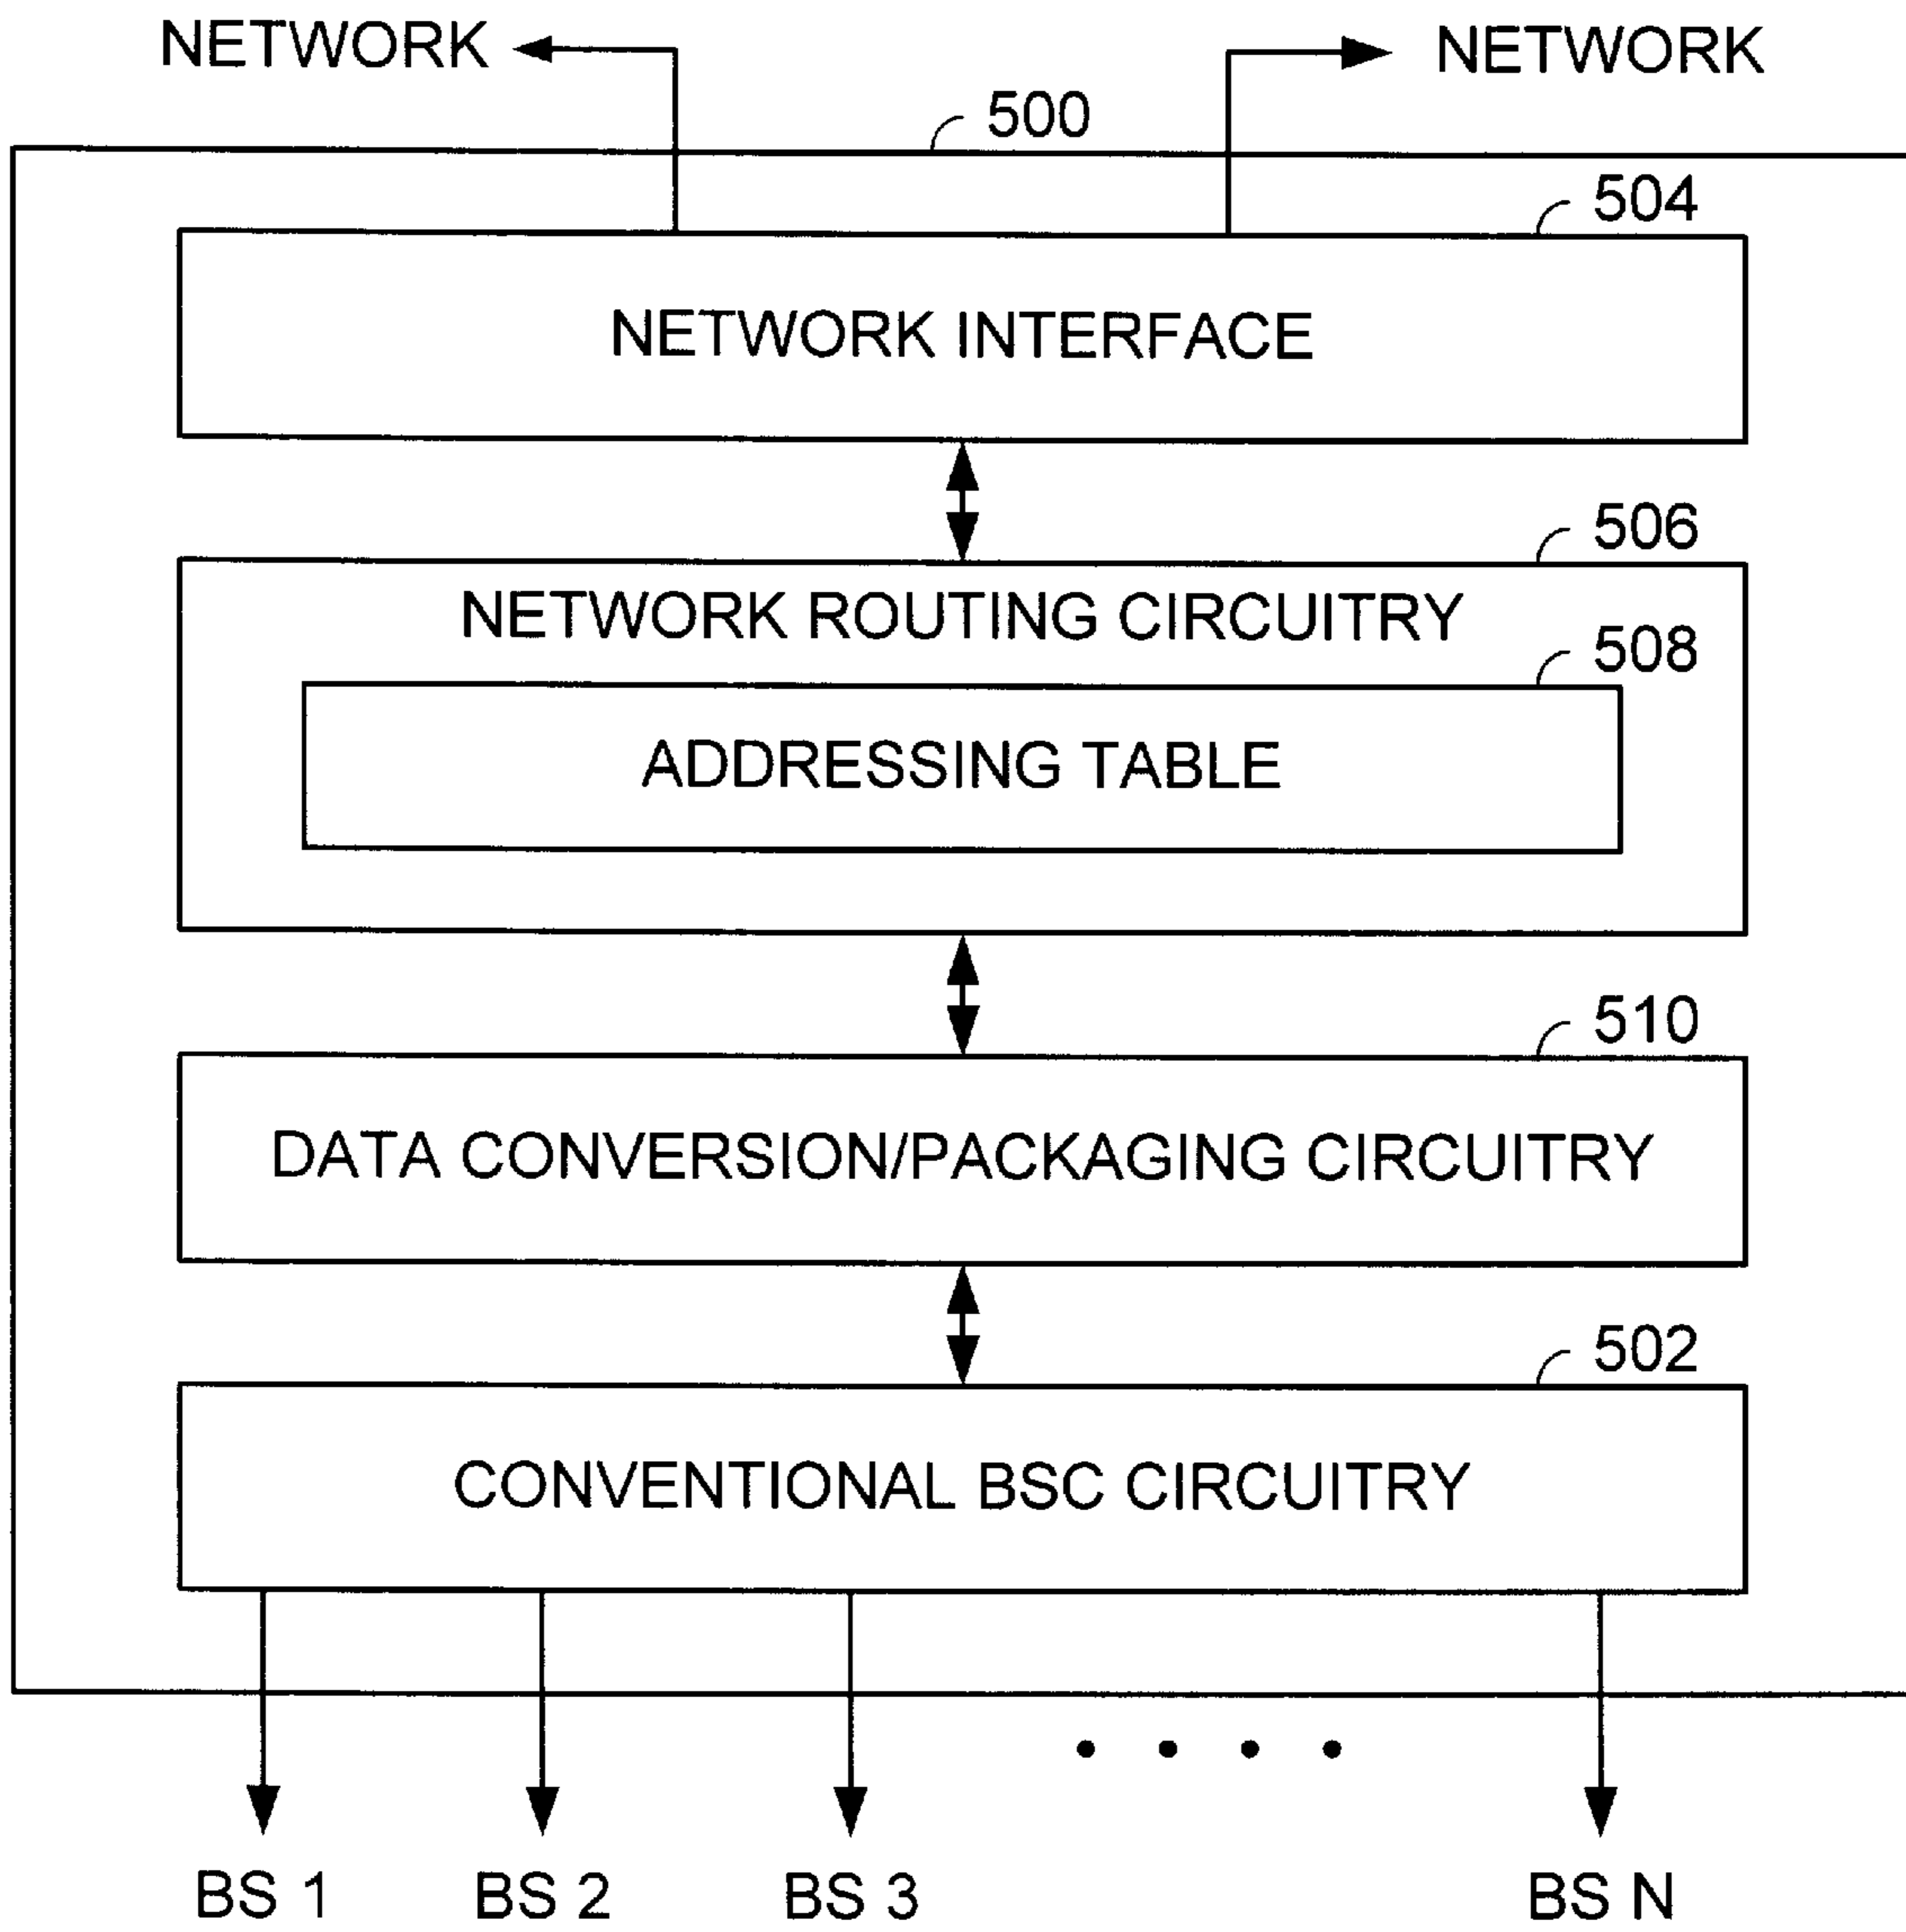 NETWORK
NETWORK
500
504
NETWORK INTERFACE
506
NETWORK ROUTING CIRCUITRY
508
ADDRESSING TABLE
510
DATA CONVERSION/PACKAGING CIRCUITRY
502
CONVENTIONAL BSC CIRCUITRY
BS 1 BS 2 BS 3 BS N